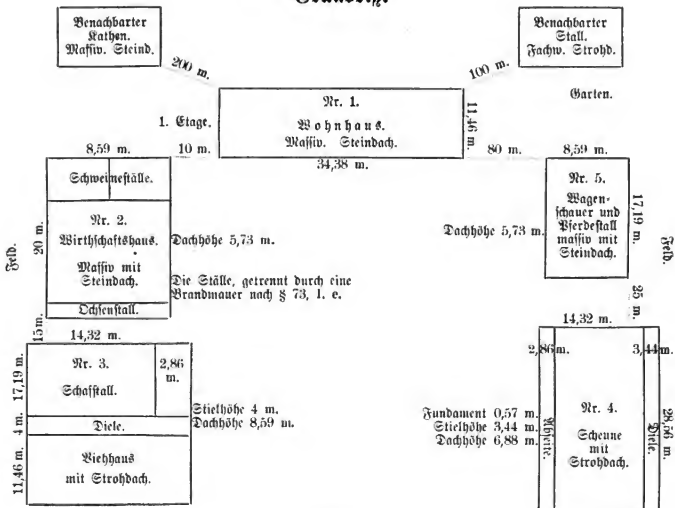 Grundriß.
Benachbarter
Kathen.
Massiv. Steind.
Benachbarter
Stall.
Fachw. Strohd.
200 m.
100 m.
Garten.
1. Etage.
Nr. 1.
Wohnhaus.
Massiv. Steindach.
11,46 m.
8,59 m.
10 m.
34,38 m.
80 m.
8,59 m.
Schweineställe.
Nr. 2.
Wirthschaftshaus.
Massiv mit
Steindach.
Ochsenstall.
Feld.
20 m.
Dachhöhe 5,73 m.
Die Ställe, getrennt durch eine
Brandmauer nach § 73, I. e.
Dachhöhe 5,73 m.
Nr. 5.
Wagen-
schauer und
Pferdestall
massiv mit
Steindach.
17,19 m.
Feld.
25 m.
15 m.
14,32 m.
Nr. 3.
Schafstall.
2,86
m.
17,19 m.
Diele.
4 m.
Viehhaus
mit Strohdach.
11,46 m.
Stielhöhe 4 m.
Dachhöhe 8,59 m.
14,32 m.
2,86 m.
3,44 m.
Fundament 0,57 m.
Stielhöhe 3,44 m.
Dachhöhe 6,88 m.
Abseite.
Nr. 4.
Scheune
mit
Strohdach.
Diele.
28,56 m.